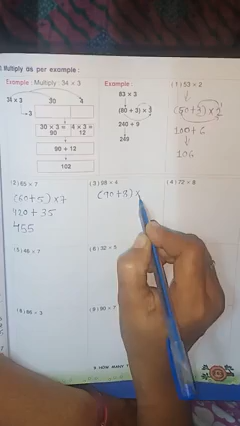 Multiply as per example :
Example : Multiply 34 × 3
34 × 3
30 4
→ 3
30 × 3 = 90
4 × 3 = 12
90 + 12
102
Example :
83 × 3
(80 + 3) × 3
240 + 9
249
(1) 53 × 2
(50+3) × 2
100+6
106
(2) 65 × 7
(60+5) × 7
420 + 35
455
(3) 98 × 4
(90+8) ×
(4) 72 × 8
(5) 46 × 7
(6) 32 × 5
(8) 86 × 3
(9) 90 × 7
HOW MANY